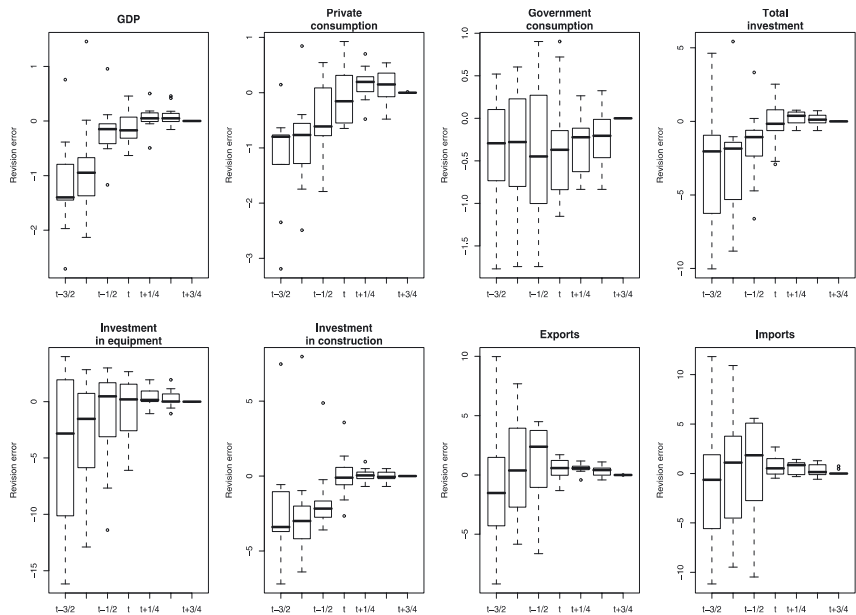 GDP
Revision error
1
0
−1
−2
t−3/2
t−1/2
t
t+1/4
t+3/4
Private
consumption
Revision error
1
0
−1
−2
−3
t−3/2
t−1/2
t
t+1/4
t+3/4
Government
consumption
Revision error
1.0
0.5
0.0
−0.5
−1.0
−1.5
t−3/2
t−1/2
t
t+1/4
t+3/4
Total
investment
Revision error
5
0
−5
−10
t−3/2
t−1/2
t
t+1/4
t+3/4
Investment
in equipment
Revision error
0
−5
−10
−15
t−3/2
t−1/2
t
t+1/4
t+3/4
Investment
in construction
Revision error
5
0
−5
t−3/2
t−1/2
t
t+1/4
t+3/4
Exports
Revision error
10
5
0
−5
t−3/2
t−1/2
t
t+1/4
t+3/4
Imports
Revision error
10
5
0
−5
−10
t−3/2
t−1/2
t
t+1/4
t+3/4